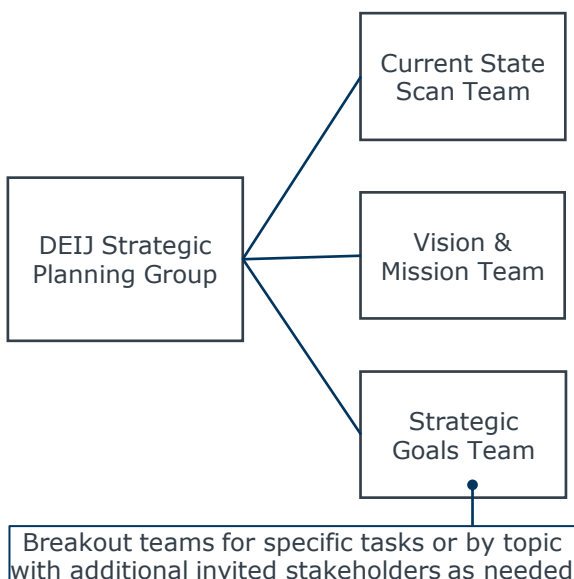 Current State
Scan Team
DEIJ Strategic
Planning Group
Vision &
Mission Team
Strategic
Goals Team
Breakout teams for specific tasks or by topic
with additional invited stakeholders as needed